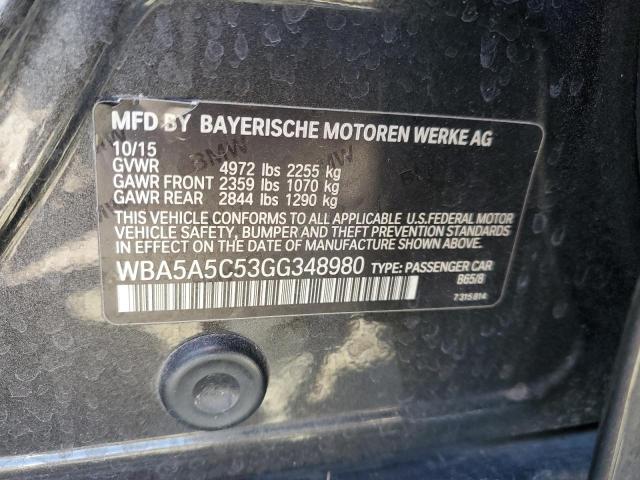 MFD BY BAYERISCHE MOTOREN WERKE AG
10/15
GVWR 4972 lbs 2255 kg
GAWR FRONT 2359 lbs 1070 kg
GAWR REAR 2844 lbs 1290 kg
THIS VEHICLE CONFORMS TO ALL APPLICABLE U.S.FEDERAL MOTOR
VEHICLE SAFETY, BUMPER AND THEFT PREVENTION STANDARDS IN
EFFECT ON THE DATE OF MANUFACTURE SHOWN ABOVE.
WBA5A5C53GG348980 TYPE: PASSENGER CAR
B65/8
7315814